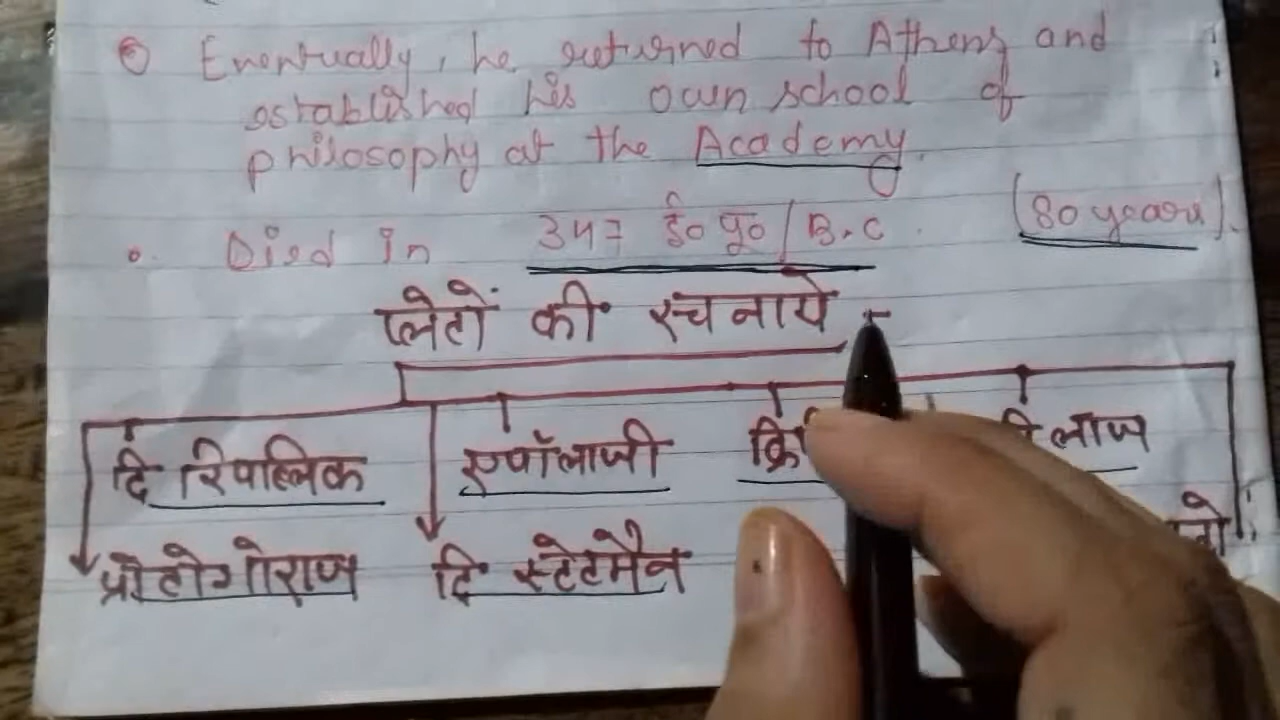 Eventually, he returned to Athens and
established his own school of
philosophy at the Academy.
Died in 347 ई० पू० / B.C. (80 years).
प्लेटों की रचनाये -
दि रिपब्लिक एपॉलाजी लाज
प्रोटोगोराज दि स्टेटमैन